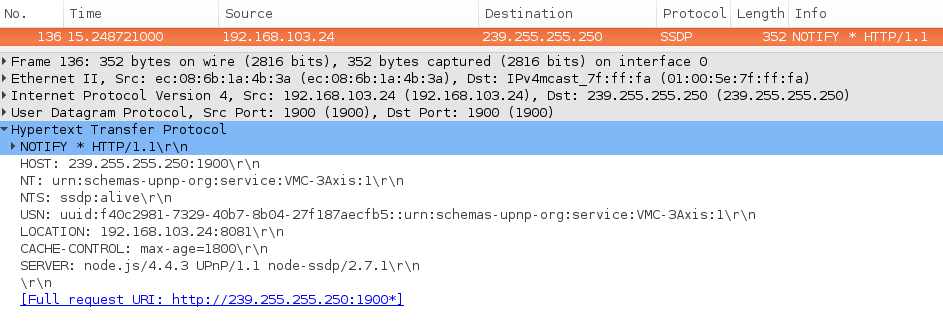 No. Time Source Destination Protocol Length Info
136 15.248721000 192.168.103.24 239.255.255.250 SSDP 352 NOTIFY * HTTP/1.1
Frame 136: 352 bytes on wire (2816 bits), 352 bytes captured (2816 bits) on interface 0
Ethernet II, Src: ec:08:6b:1a:4b:3a (ec:08:6b:1a:4b:3a), Dst: IPv4mcast_7f:ff:fa (01:00:5e:7f:ff:fa)
Internet Protocol Version 4, Src: 192.168.103.24 (192.168.103.24), Dst: 239.255.255.250 (239.255.255.250)
User Datagram Protocol, Src Port: 1900 (1900), Dst Port: 1900 (1900)
Hypertext Transfer Protocol
NOTIFY * HTTP/1.1\r\n
HOST: 239.255.255.250:1900\r\n
NT: urn:schemas-upnp-org:service:VMC-3Axis:1\r\n
NTS: ssdp:alive\r\n
USN: uuid:f40c2981-7329-40b7-8b04-27f187aecfb5::urn:schemas-upnp-org:service:VMC-3Axis:1\r\n
LOCATION: 192.168.103.24:8081\r\n
CACHE-CONTROL: max-age=1800\r\n
SERVER: node.js/4.4.3 UPnP/1.1 node-ssdp/2.7.1\r\n
\r\n
[Full request URI: http://239.255.255.250:1900*]